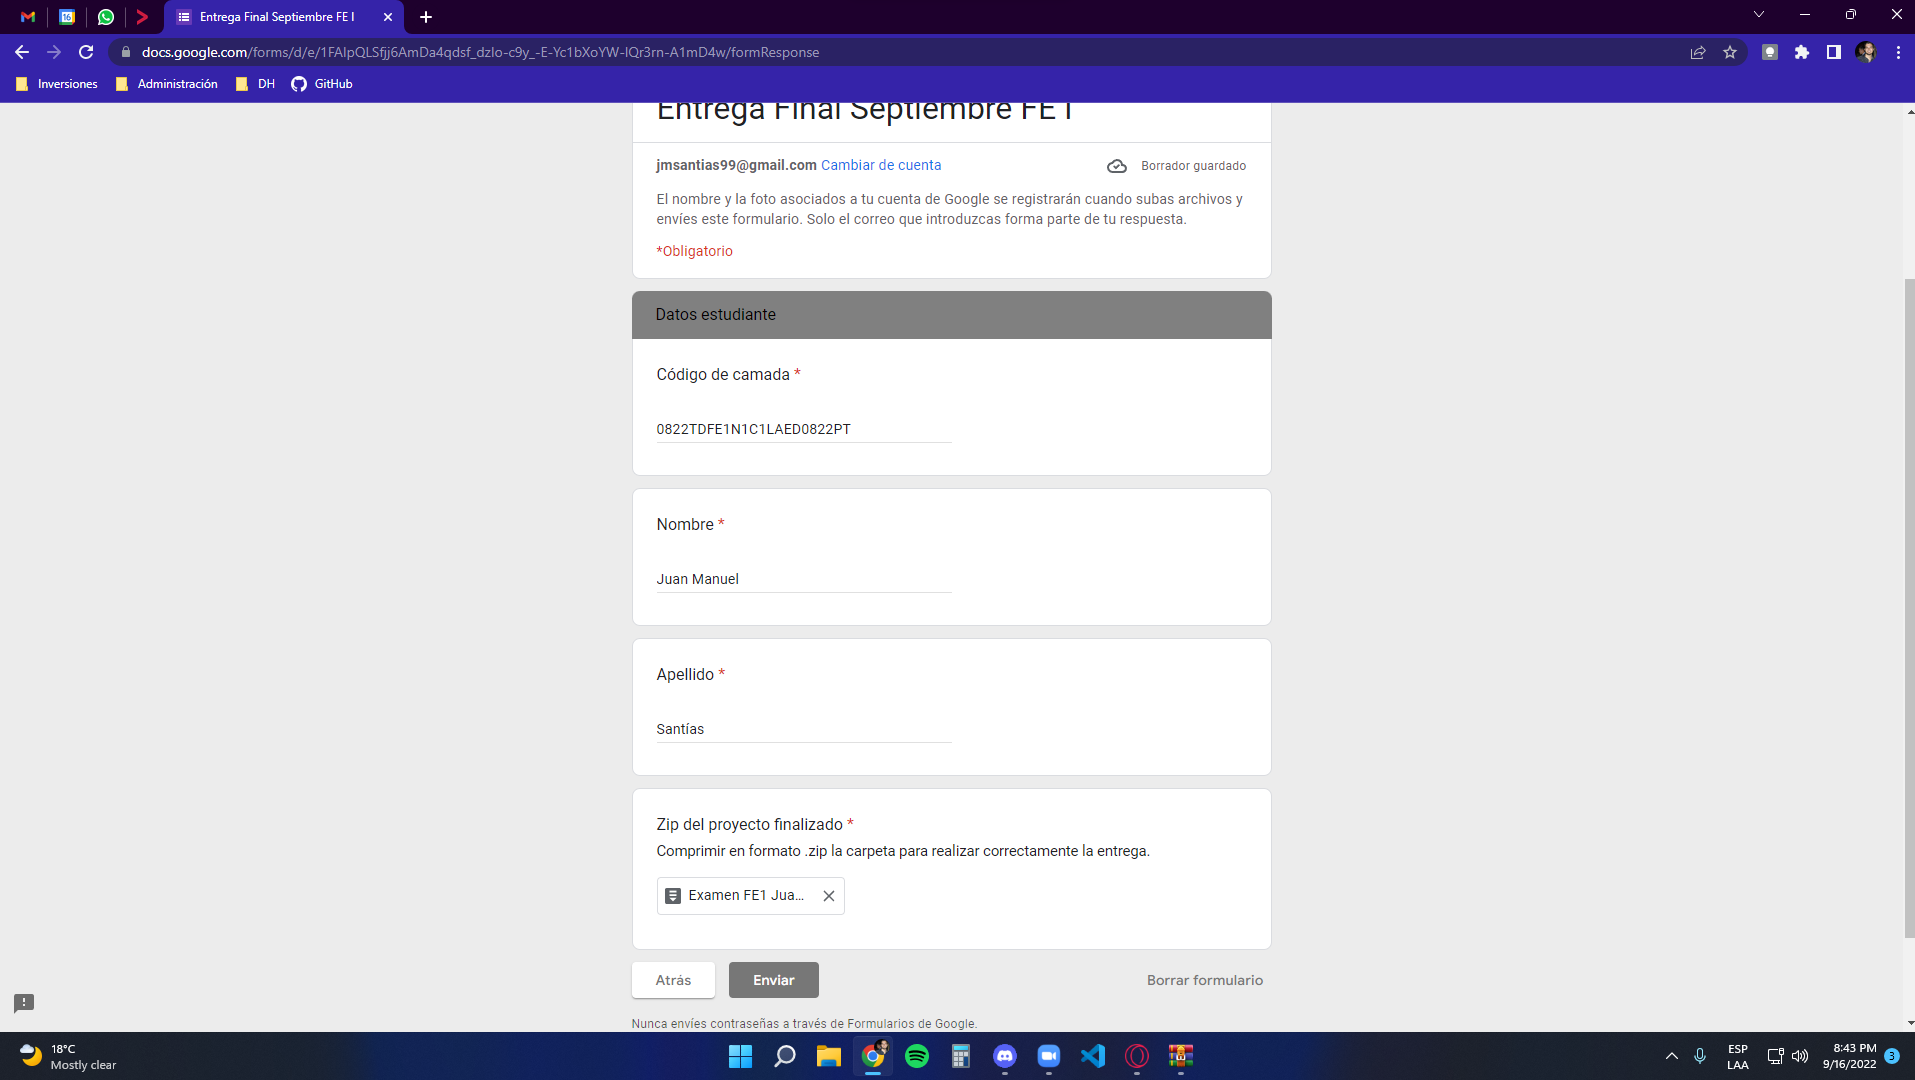 Entrega Final Septiembre FE I
docs.google.com/forms/d/e/1FAIpQLSfjj6AmDa4qdsf_dzIo-c9y_-E-Yc1bXoYW-IQr3rn-A1mD4w/formResponse
Inversiones
Administración
DH
GitHub
Entrega Final Septiembre FE I
jmsantias99@gmail.com Cambiar de cuenta
Borrador guardado
El nombre y la foto asociados a tu cuenta de Google se registrarán cuando subas archivos y
envíes este formulario. Solo el correo que introduzcas forma parte de tu respuesta.
*Obligatorio
Datos estudiante
Código de camada *
0822TDFE1N1C1LAED0822PT
Nombre *
Juan Manuel
Apellido *
Santías
Zip del proyecto finalizado *
Comprimir en formato .zip la carpeta para realizar correctamente la entrega.
Examen FE1 Jua...
Atrás
Enviar
Borrar formulario
Nunca envíes contraseñas a través de Formularios de Google.
18°C
Mostly clear
ESP
LAA
8:43 PM
9/16/2022
3